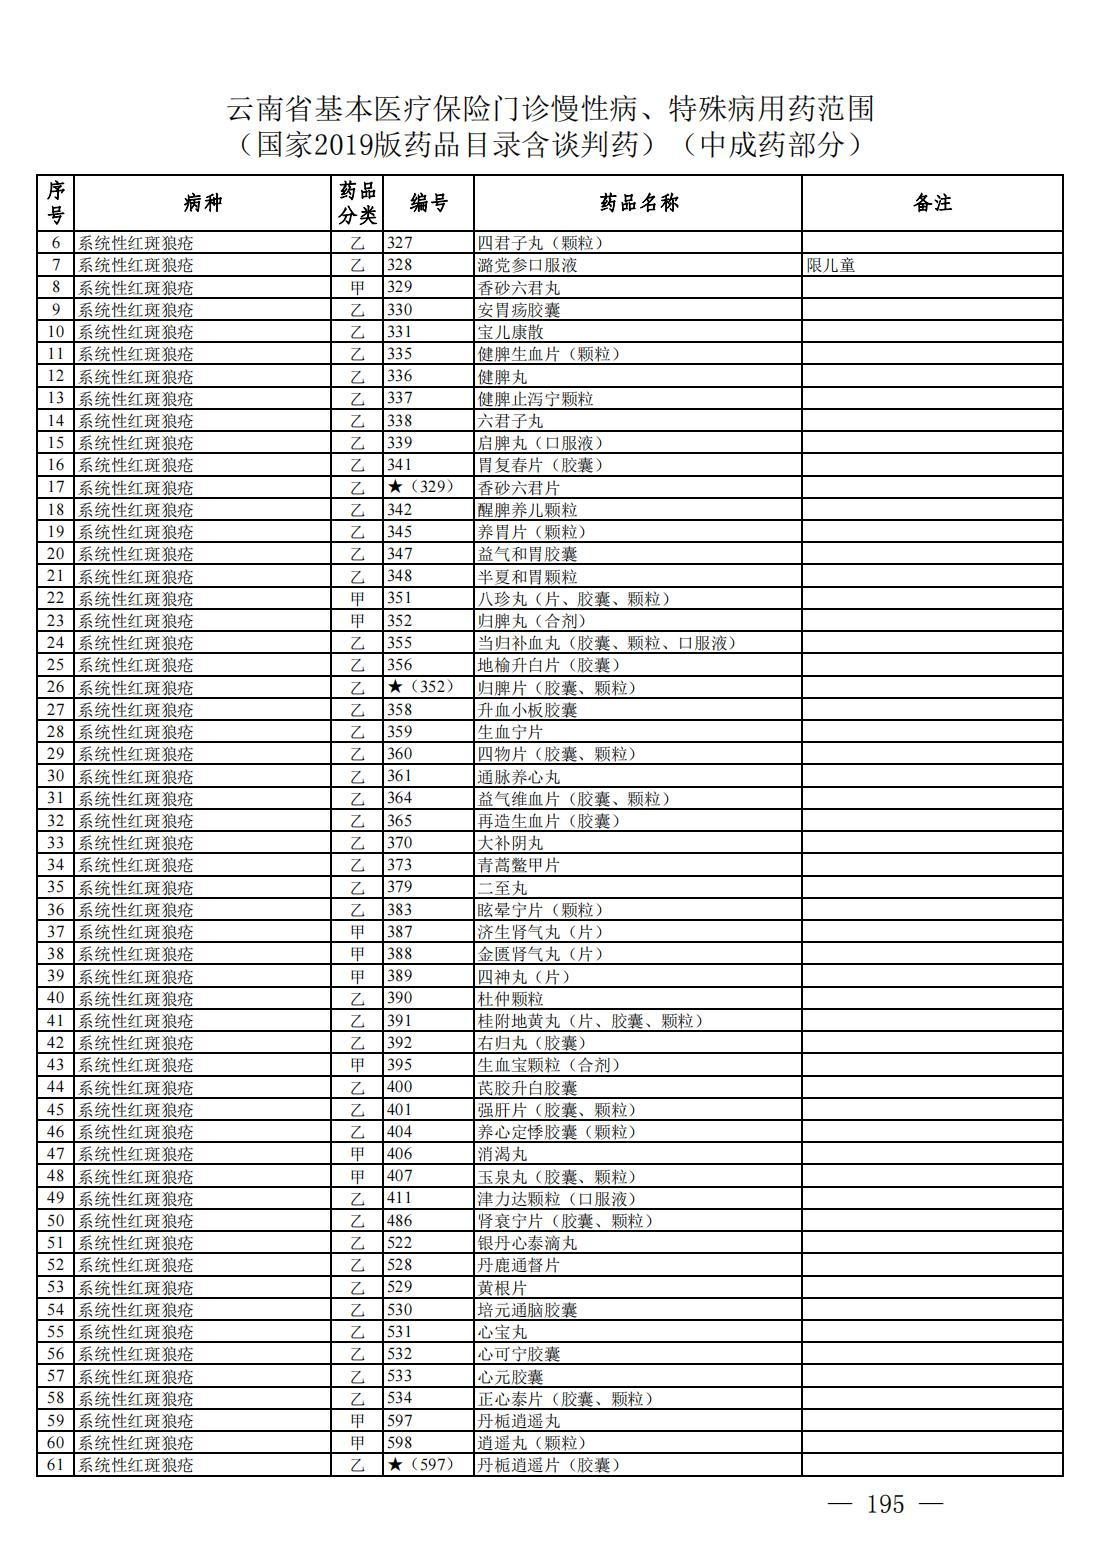 云南省基本医疗保险门诊慢性病、特殊病用药范围
（国家2019版药品目录含谈判药）（中成药部分）
序号 病种 药品分类 编号 药品名称 备注
6 系统性红斑狼疮 乙 327 四君子丸（颗粒）
7 系统性红斑狼疮 乙 328 潞党参口服液 限儿童
8 系统性红斑狼疮 甲 329 香砂六君丸
9 系统性红斑狼疮 乙 330 安胃疡胶囊
10 系统性红斑狼疮 乙 331 宝儿康散
11 系统性红斑狼疮 乙 335 健脾生血片（颗粒）
12 系统性红斑狼疮 乙 336 健脾丸
13 系统性红斑狼疮 乙 337 健脾止泻宁颗粒
14 系统性红斑狼疮 乙 338 六君子丸
15 系统性红斑狼疮 乙 339 启脾丸（口服液）
16 系统性红斑狼疮 乙 341 胃复春片（胶囊）
17 系统性红斑狼疮 乙 ★（329） 香砂六君片
18 系统性红斑狼疮 乙 342 醒脾养儿颗粒
19 系统性红斑狼疮 乙 345 养胃片（颗粒）
20 系统性红斑狼疮 乙 347 益气和胃胶囊
21 系统性红斑狼疮 乙 348 半夏和胃颗粒
22 系统性红斑狼疮 甲 351 八珍丸（片、胶囊、颗粒）
23 系统性红斑狼疮 甲 352 归脾丸（合剂）
24 系统性红斑狼疮 乙 355 当归补血丸（胶囊、颗粒、口服液）
25 系统性红斑狼疮 乙 356 地榆升白片（胶囊）
26 系统性红斑狼疮 乙 ★（352） 归脾片（胶囊、颗粒）
27 系统性红斑狼疮 乙 358 升血小板胶囊
28 系统性红斑狼疮 乙 359 生血宁片
29 系统性红斑狼疮 乙 360 四物片（胶囊、颗粒）
30 系统性红斑狼疮 乙 361 通脉养心丸
31 系统性红斑狼疮 乙 364 益气维血片（胶囊、颗粒）
32 系统性红斑狼疮 乙 365 再造生血片（胶囊）
33 系统性红斑狼疮 乙 370 大补阴丸
34 系统性红斑狼疮 乙 373 青蒿鳖甲片
35 系统性红斑狼疮 乙 379 二至丸
36 系统性红斑狼疮 乙 383 眩晕宁片（颗粒）
37 系统性红斑狼疮 甲 387 济生肾气丸（片）
38 系统性红斑狼疮 甲 388 金匮肾气丸（片）
39 系统性红斑狼疮 甲 389 四神丸（片）
40 系统性红斑狼疮 乙 390 杜仲颗粒
41 系统性红斑狼疮 乙 391 桂附地黄丸（片、胶囊、颗粒）
42 系统性红斑狼疮 乙 392 右归丸（胶囊）
43 系统性红斑狼疮 甲 395 生血宝颗粒（合剂）
44 系统性红斑狼疮 乙 400 芪胶升白胶囊
45 系统性红斑狼疮 乙 401 强肝片（胶囊、颗粒）
46 系统性红斑狼疮 乙 404 养心定悸胶囊（颗粒）
47 系统性红斑狼疮 甲 406 消渴丸
48 系统性红斑狼疮 甲 407 玉泉丸（胶囊、颗粒）
49 系统性红斑狼疮 乙 411 津力达颗粒（口服液）
50 系统性红斑狼疮 乙 486 肾衰宁片（胶囊、颗粒）
51 系统性红斑狼疮 乙 522 银丹心泰滴丸
52 系统性红斑狼疮 乙 528 丹鹿通督片
53 系统性红斑狼疮 乙 529 黄根片
54 系统性红斑狼疮 乙 530 培元通脑胶囊
55 系统性红斑狼疮 乙 531 心宝丸
56 系统性红斑狼疮 乙 532 心可宁胶囊
57 系统性红斑狼疮 乙 533 心元胶囊
58 系统性红斑狼疮 乙 534 正心泰片（胶囊、颗粒）
59 系统性红斑狼疮 甲 597 丹栀逍遥丸
60 系统性红斑狼疮 甲 598 逍遥丸（颗粒）
61 系统性红斑狼疮 乙 ★（597） 丹栀逍遥片（胶囊）
— 195 —